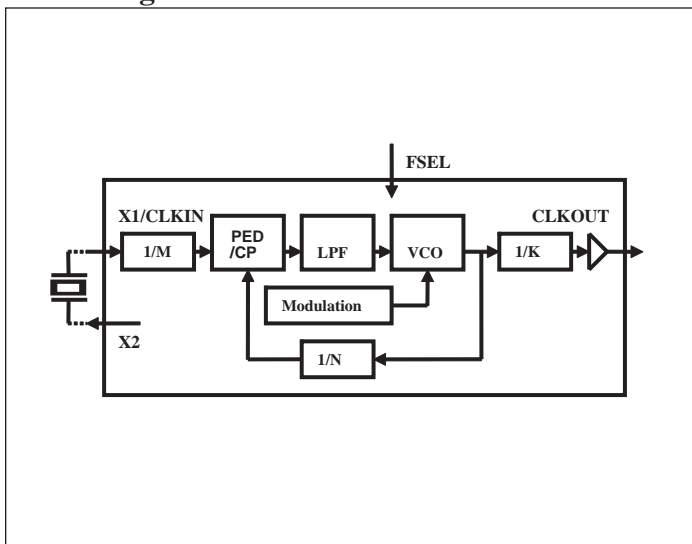 FSEL
X1/CLKIN
CLKOUT
1/M
PED
/CP
LPF
VCO
1/K
Modulation
X2
1/N